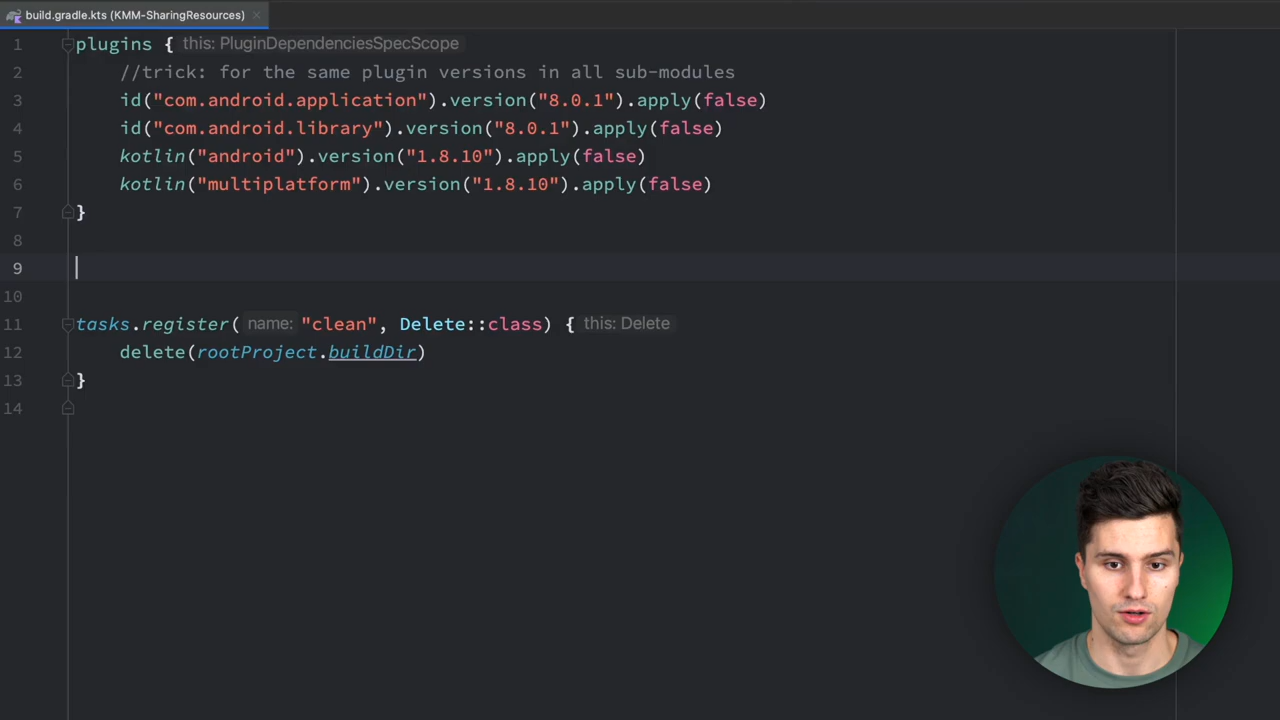 build.gradle.kts (KMM-SharingResources)
1 plugins { this: PluginDependenciesSpecScope
2 //trick: for the same plugin versions in all sub-modules
3 id("com.android.application").version("8.0.1").apply(false)
4 id("com.android.library").version("8.0.1").apply(false)
5 kotlin("android").version("1.8.10").apply(false)
6 kotlin("multiplatform").version("1.8.10").apply(false)
7 }
8
9
10
11 tasks.register( name: "clean", Delete::class) { this: Delete
12 delete(rootProject.buildDir)
13 }
14